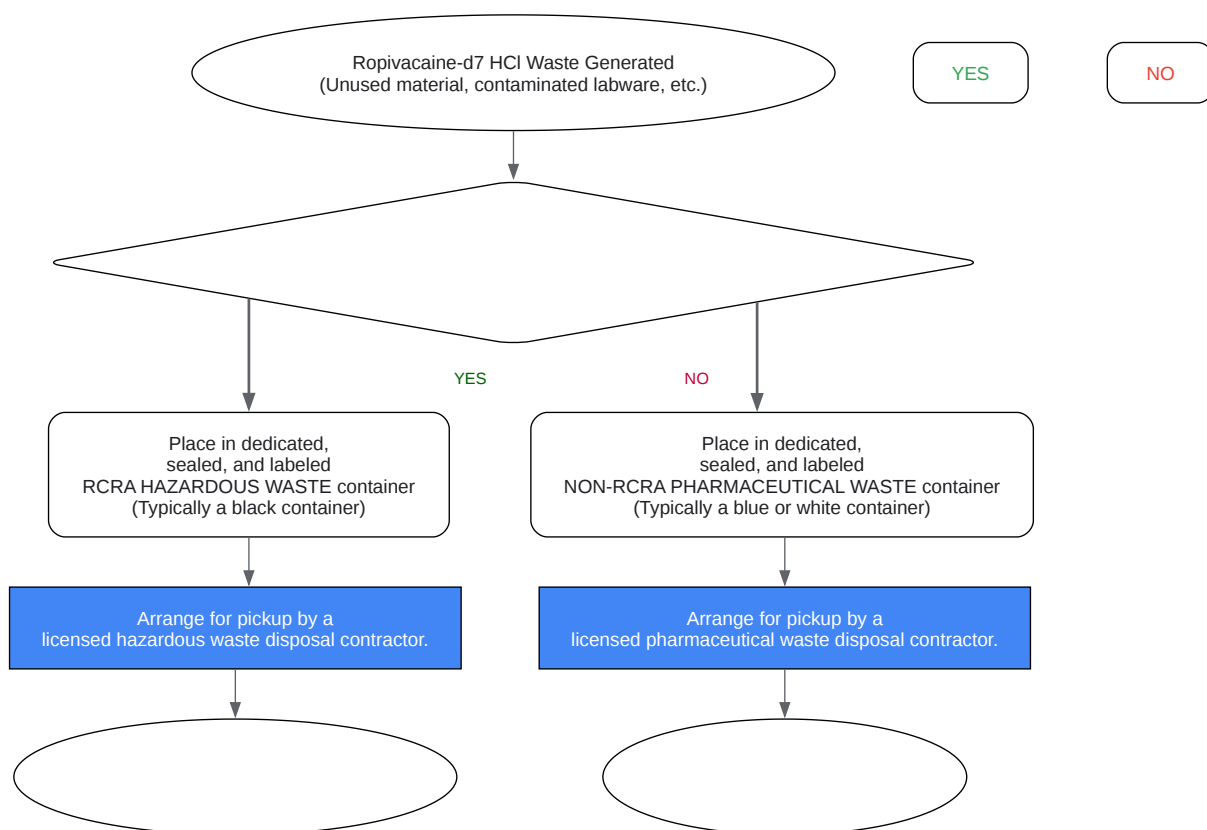 Ropivacaine-d7 HCl Waste Generated
(Unused material, contaminated labware, etc.)
YES
NO
YES
NO
Place in dedicated,
sealed, and labeled
RCRA HAZARDOUS WASTE container
(Typically a black container)
Place in dedicated,
sealed, and labeled
NON-RCRA PHARMACEUTICAL WASTE container
(Typically a blue or white container)
Arrange for pickup by a
licensed hazardous waste disposal contractor.
Arrange for pickup by a
licensed pharmaceutical waste disposal contractor.